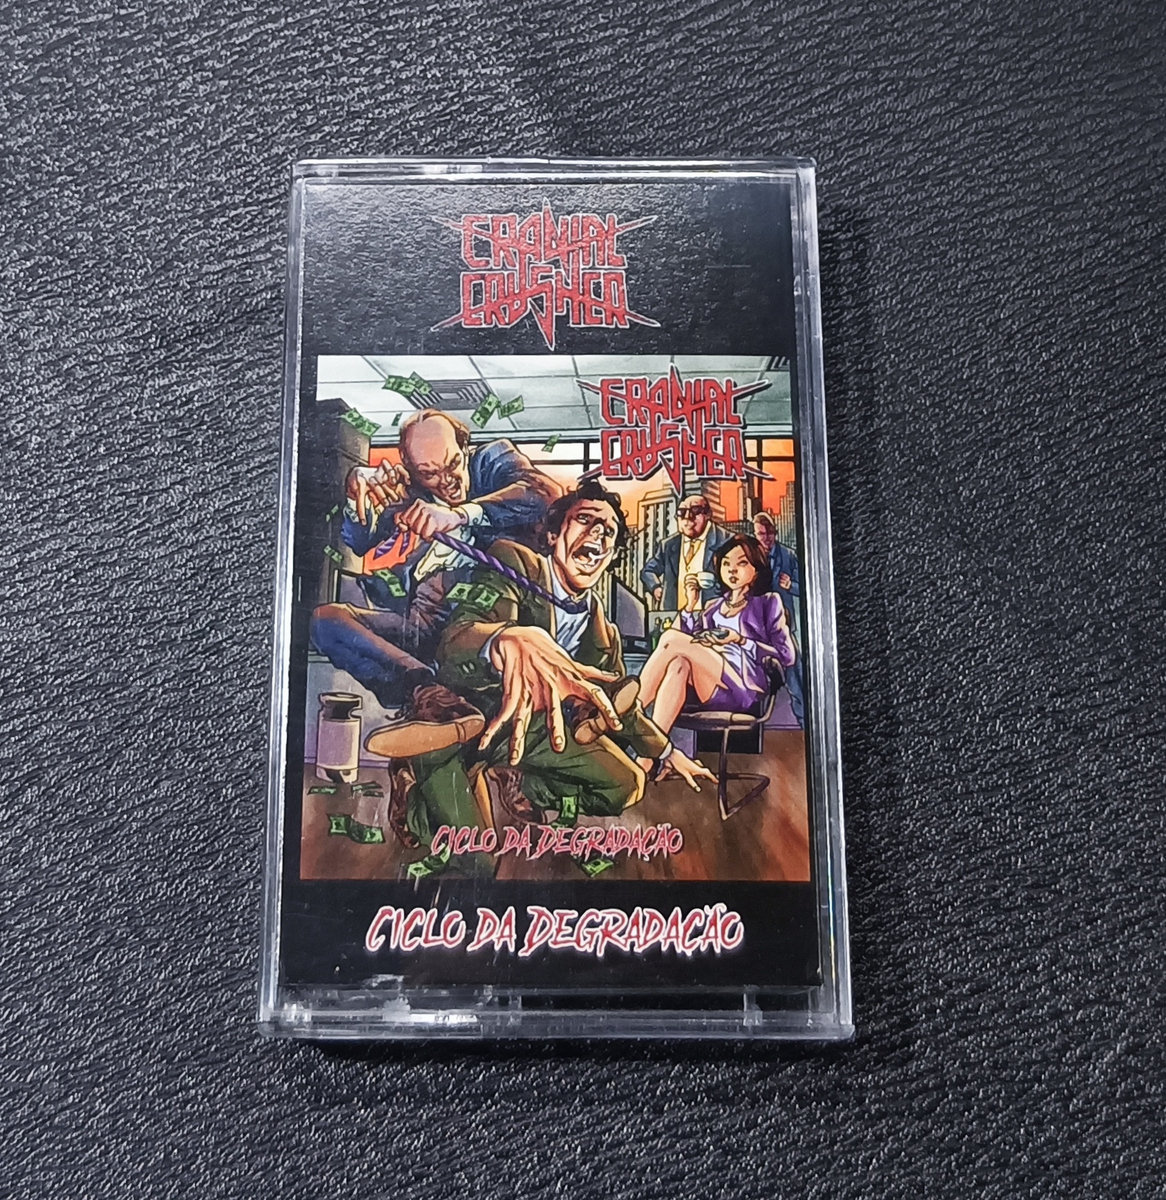 CRANIAL
CRUSHER
CRANIAL
CRUSHER
CICLO DA DEGRADAÇÃO
CICLO DA DEGRADAÇÃO